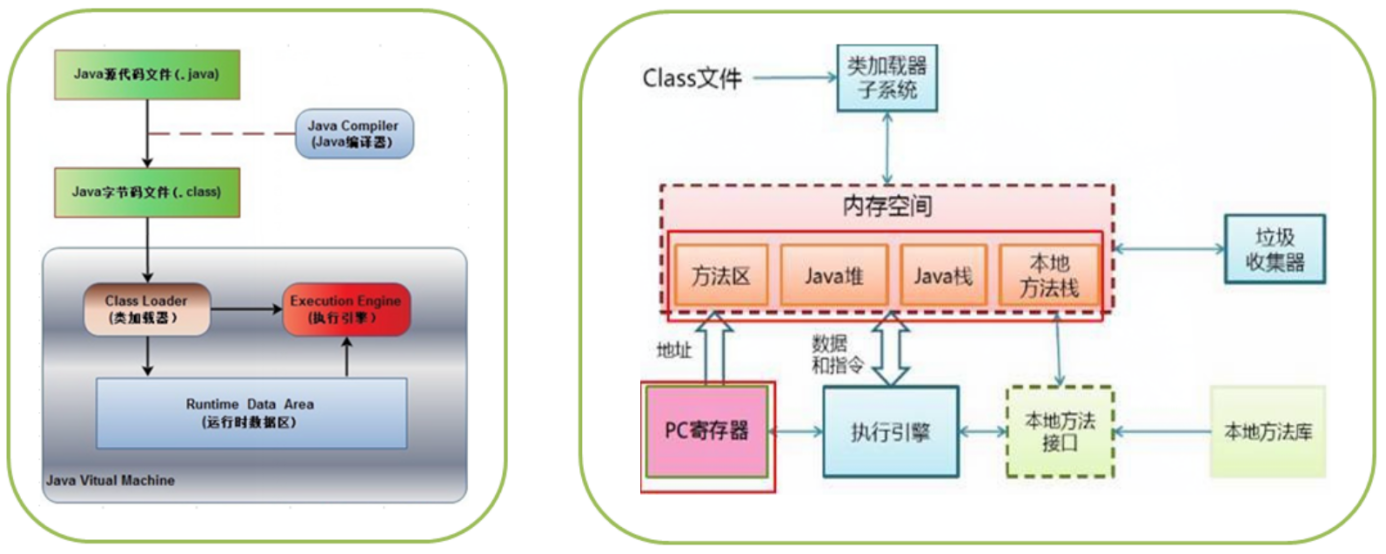 Java源代码文件(.java)
Java Compiler
(Java编译器)
Java字节码文件(.class)
Class Loader
(类加载器)
Execution Engine
(执行引擎)
Runtime Data Area
(运行时数据区)
Java Vitual Machine
Class文件
类加载器
子系统
内存空间
方法区
Java堆
Java栈
本地
方法栈
垃圾
收集器
地址
数据
和指令
PC寄存器
执行引擎
本地方法
接口
本地方法库